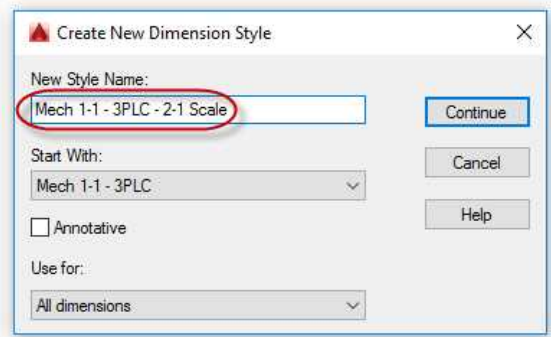 Create New Dimension Style
New Style Name:
Mech 1-1 - 3PLC - 2-1 Scale
Continue
Start With:
Cancel
Mech 1-1 - 3PLC
Help
Annotative
Use for:
All dimensions